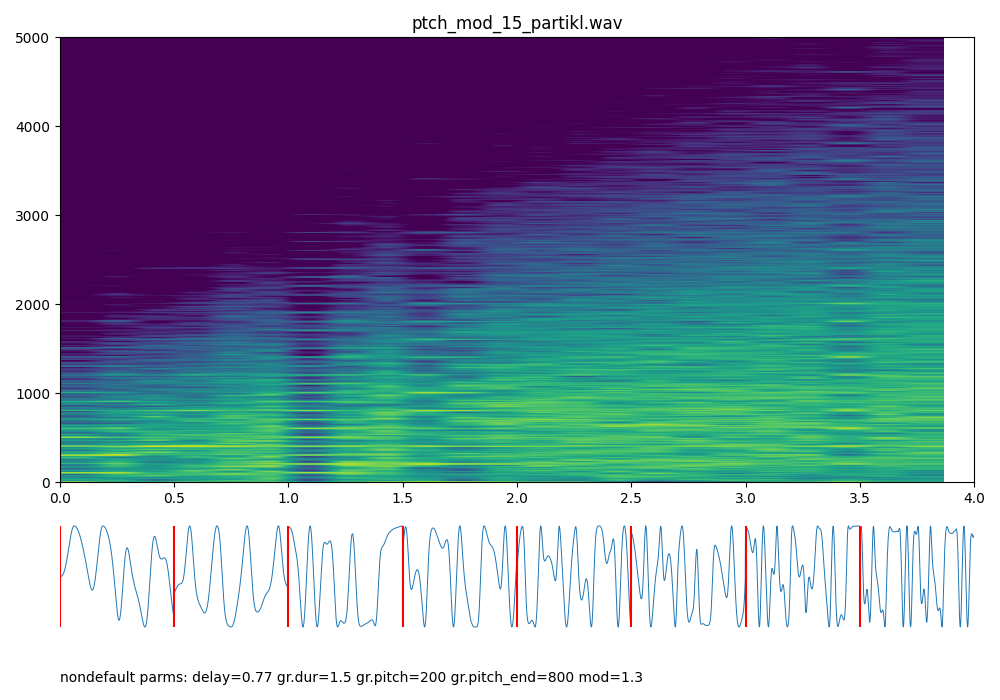 ptch_mod_15_partikl.wav
5000
4000
3000
2000
1000
0
0.0 0.5 1.0 1.5 2.0 2.5 3.0 3.5 4.0
nondefault parms: delay=0.77 gr.dur=1.5 gr.pitch=200 gr.pitch_end=800 mod=1.3